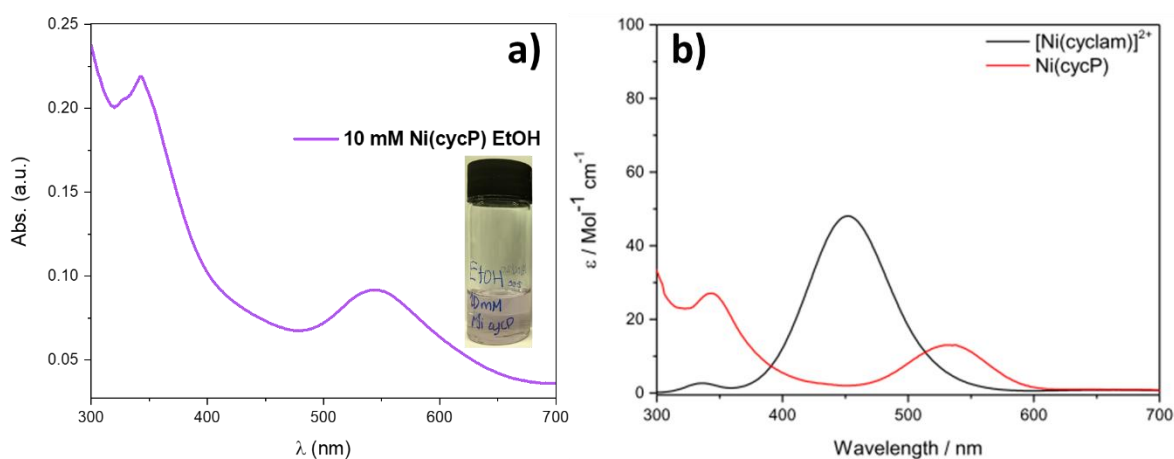 a)
0.25
0.20
0.15
0.10
0.05
Abs. (a.u.)
10 mM Ni(cycP) EtOH
EtOH
10mM
Ni cycP
300 400 500 600 700
λ (nm)
b)
100
80
60
40
20
0
ε / Mol⁻¹ cm⁻¹
[Ni(cyclam)]²⁺
Ni(cycP)
300 400 500 600 700
Wavelength / nm